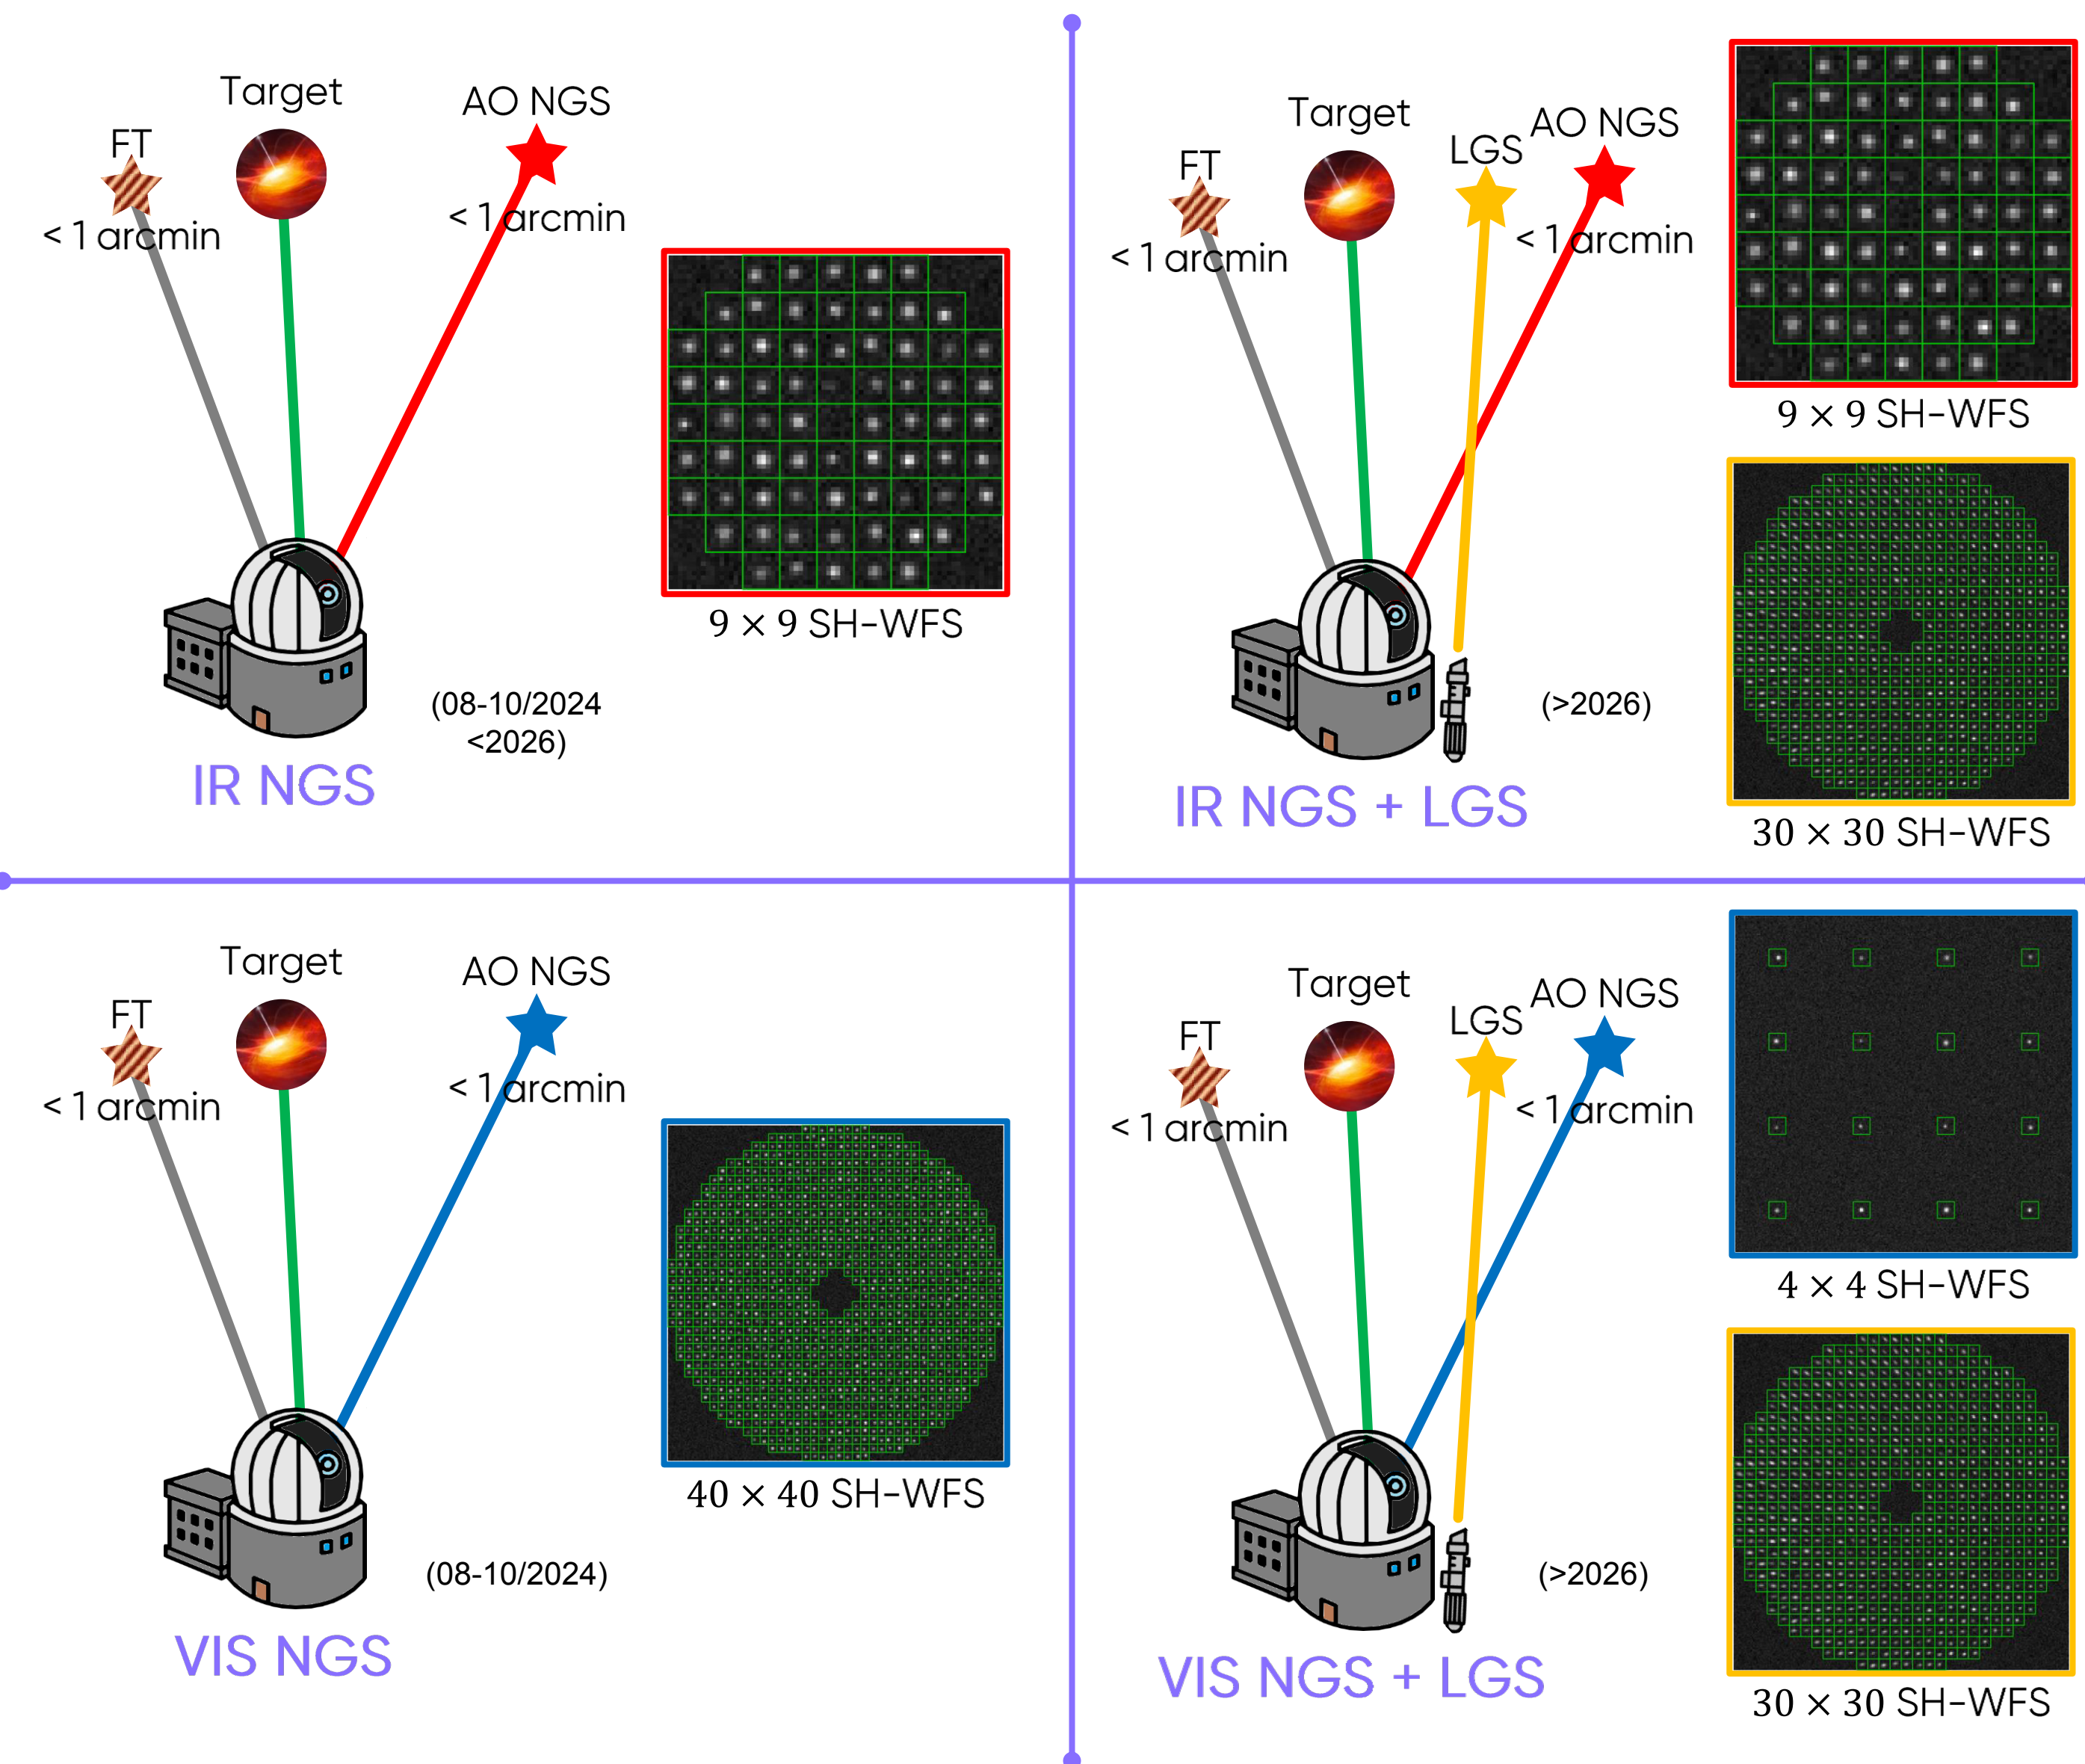 Target
AO NGS
FT
< 1 arcmin
< 1 arcmin
9 × 9 SH-WFS
(08-10/2024
<2026)
IR NGS
Target
AO NGS
LGS
FT
< 1 arcmin
< 1 arcmin
9 × 9 SH-WFS
(>2026)
IR NGS + LGS
30 × 30 SH-WFS
Target
AO NGS
FT
< 1 arcmin
< 1 arcmin
40 × 40 SH-WFS
(08-10/2024)
VIS NGS
Target
AO NGS
LGS
FT
< 1 arcmin
< 1 arcmin
4 × 4 SH-WFS
(>2026)
VIS NGS + LGS
30 × 30 SH-WFS